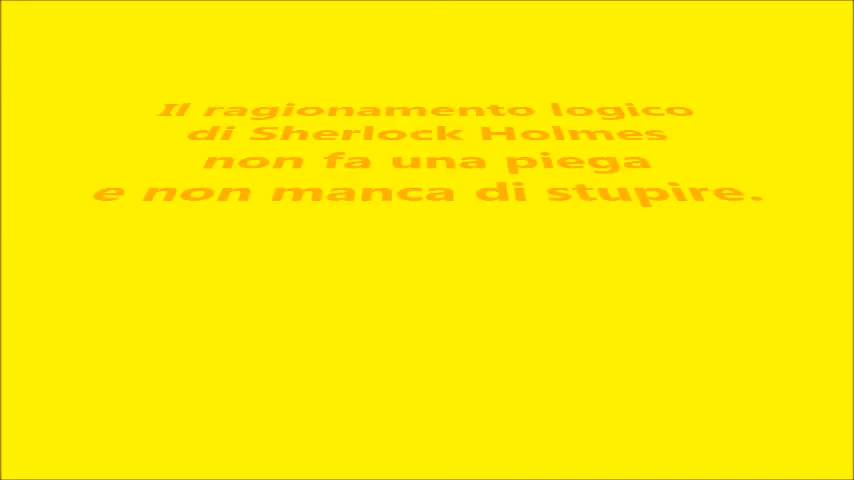 Il ragionamento logico
di Sherlock Holmes
non fa una piega
e non manca di stupire.